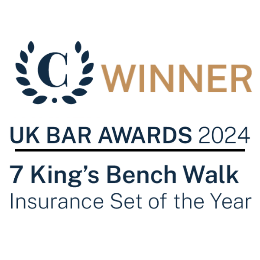 C WINNER
UK BAR AWARDS 2024
7 King's Bench Walk
Insurance Set of the Year